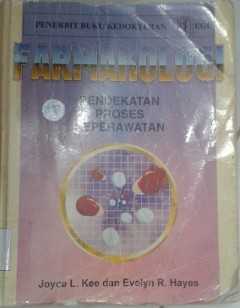 PENERBIT BUKU KEDOKTERAN EGC
FARMAKOLOGI
PENDEKATAN
PROSES
KEPERAWATAN
Joyce L. Kee dan Evelyn R. Hayes